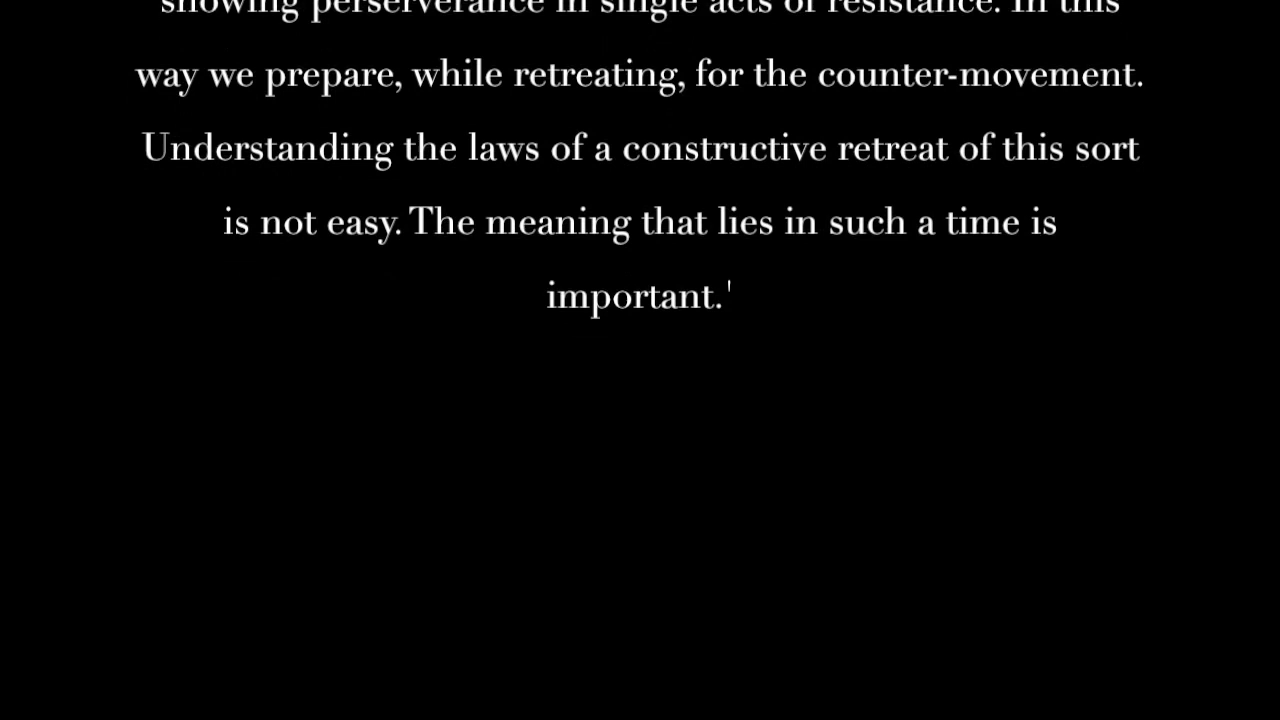 showing perserverance in single acts of resistance. In this
way we prepare, while retreating, for the counter-movement.
Understanding the laws of a constructive retreat of this sort
is not easy. The meaning that lies in such a time is
important.'